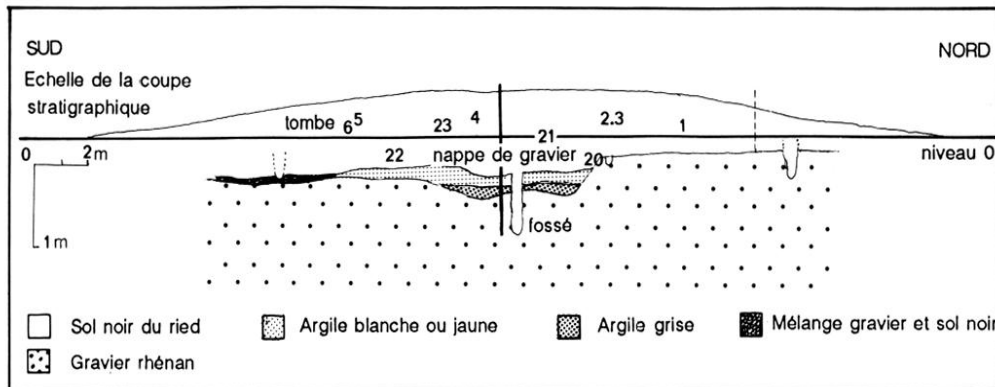 SUD
NORD
Echelle de la coupe
stratigraphique
tombe 6 5 23 4 21 2.3 1
0 2m 22 nappe de gravier 20 niveau 0
1m
fossé
Sol noir du ried Argile blanche ou jaune Argile grise Mélange gravier et sol noir
Gravier rhénan